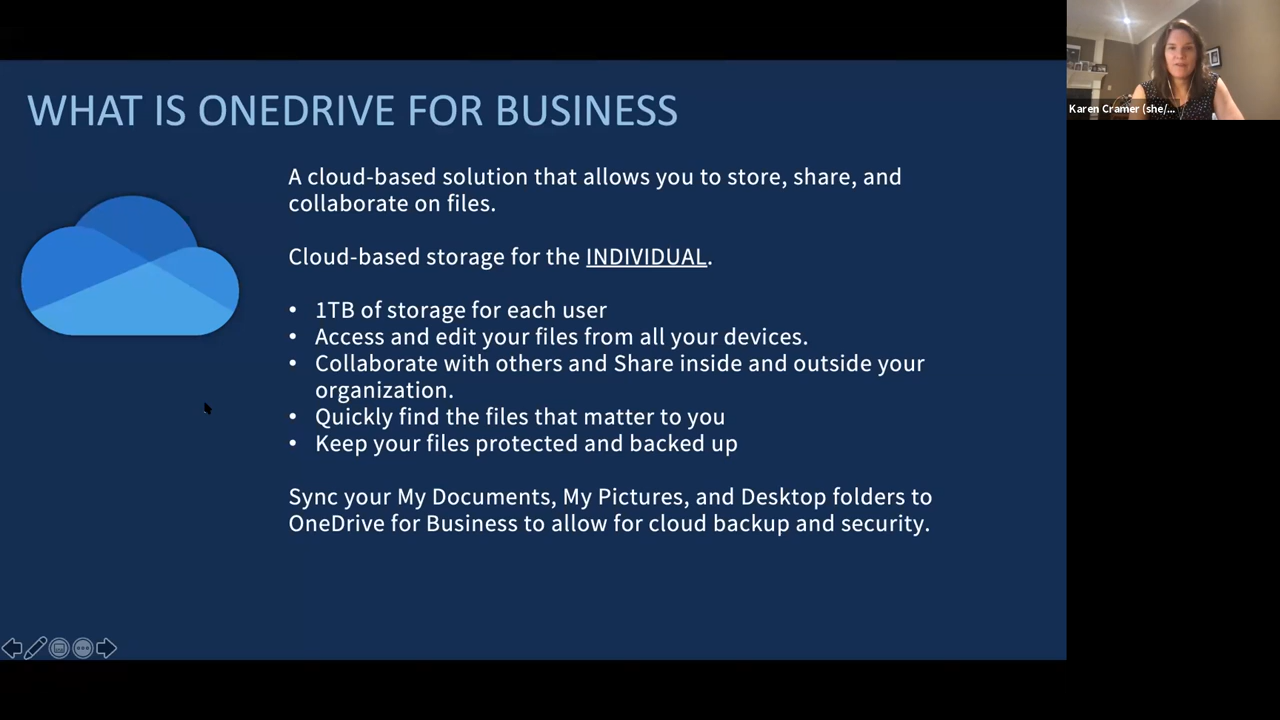 WHAT IS ONEDRIVE FOR BUSINESS
A cloud-based solution that allows you to store, share, and
collaborate on files.
Cloud-based storage for the INDIVIDUAL.
• 1TB of storage for each user
• Access and edit your files from all your devices.
• Collaborate with others and Share inside and outside your
organization.
• Quickly find the files that matter to you
• Keep your files protected and backed up
Sync your My Documents, My Pictures, and Desktop folders to
OneDrive for Business to allow for cloud backup and security.
Karen Cramer (she/...